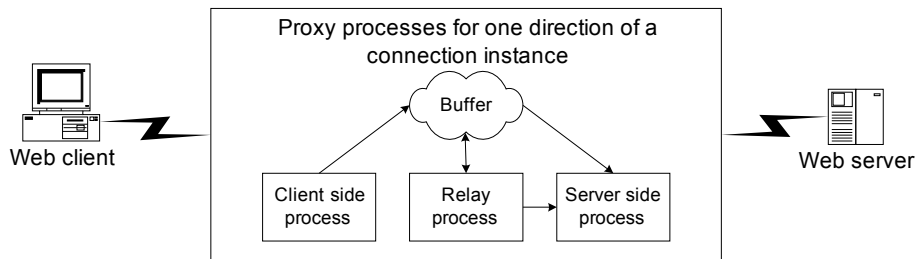 Proxy processes for one direction of a
connection instance
Buffer
Web client
Web server
Client side
process
Relay
process
Server side
process